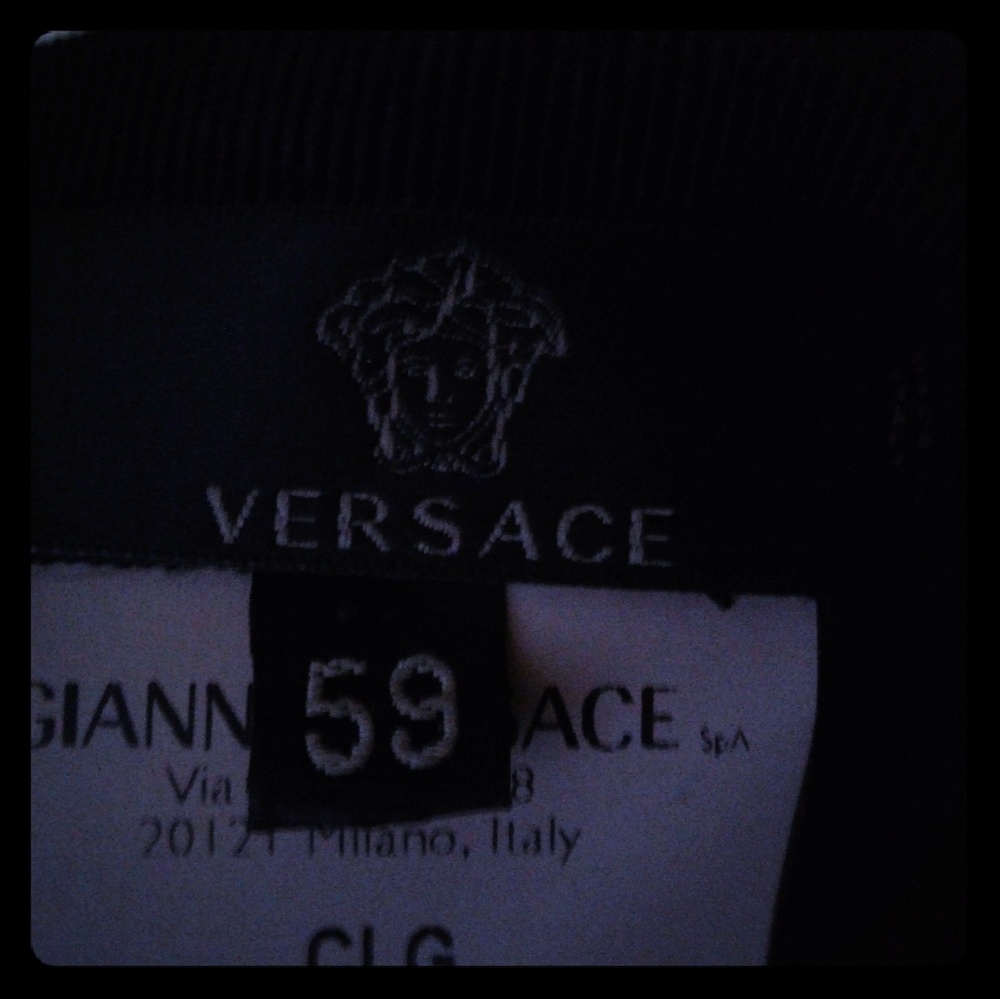 VERSACE
59
GIANN ACE SpA
Via 8
20121 Milano, Italy
CLG